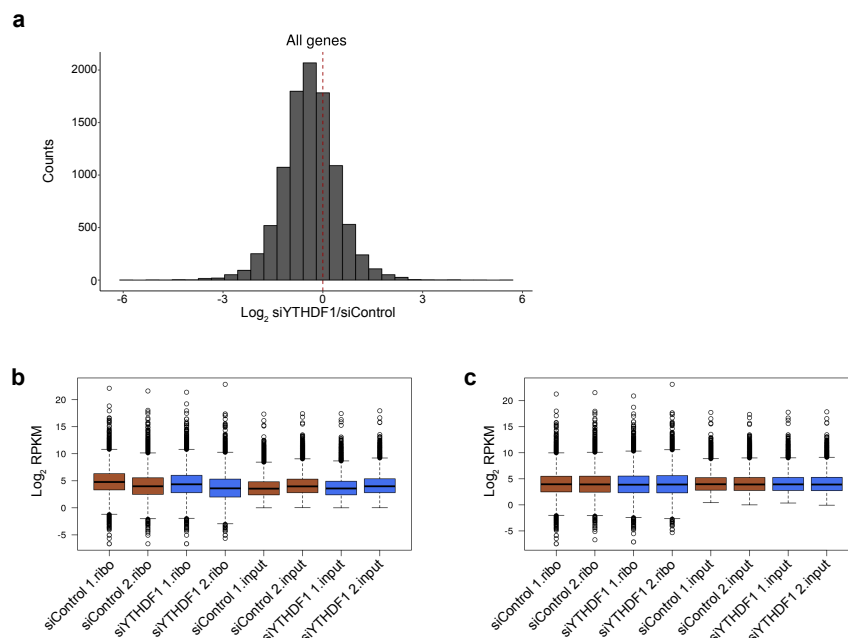 a
All genes
2000
1500
1000
500
0
Counts
-6 -3 0 3 6
Log2 siYTHDF1/siControl
b
20
15
10
5
0
-5
Log2 RPKM
siControl 1.ribo
siControl 2.ribo
siYTHDF1 1.ribo
siYTHDF1 2.ribo
siControl 1.input
siControl 2.input
siYTHDF1 1.input
siYTHDF1 2.input
c
20
15
10
5
0
-5
Log2 RPKM
siControl 1.ribo
siControl 2.ribo
siYTHDF1 1.ribo
siYTHDF1 2.ribo
siControl 1.input
siControl 2.input
siYTHDF1 1.input
siYTHDF1 2.input